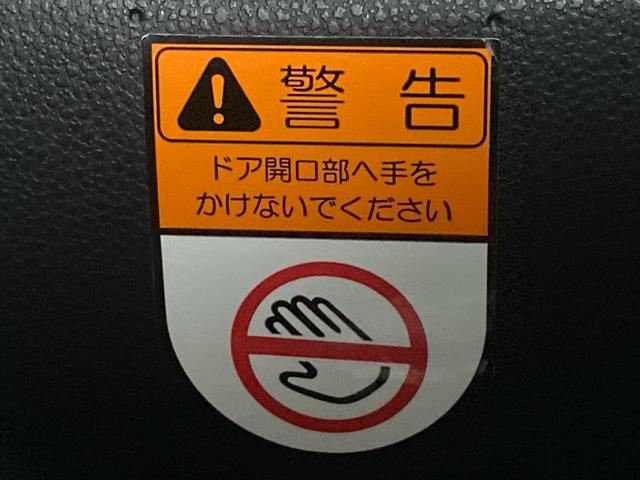 警告
ドア開口部へ手を
かけないでください